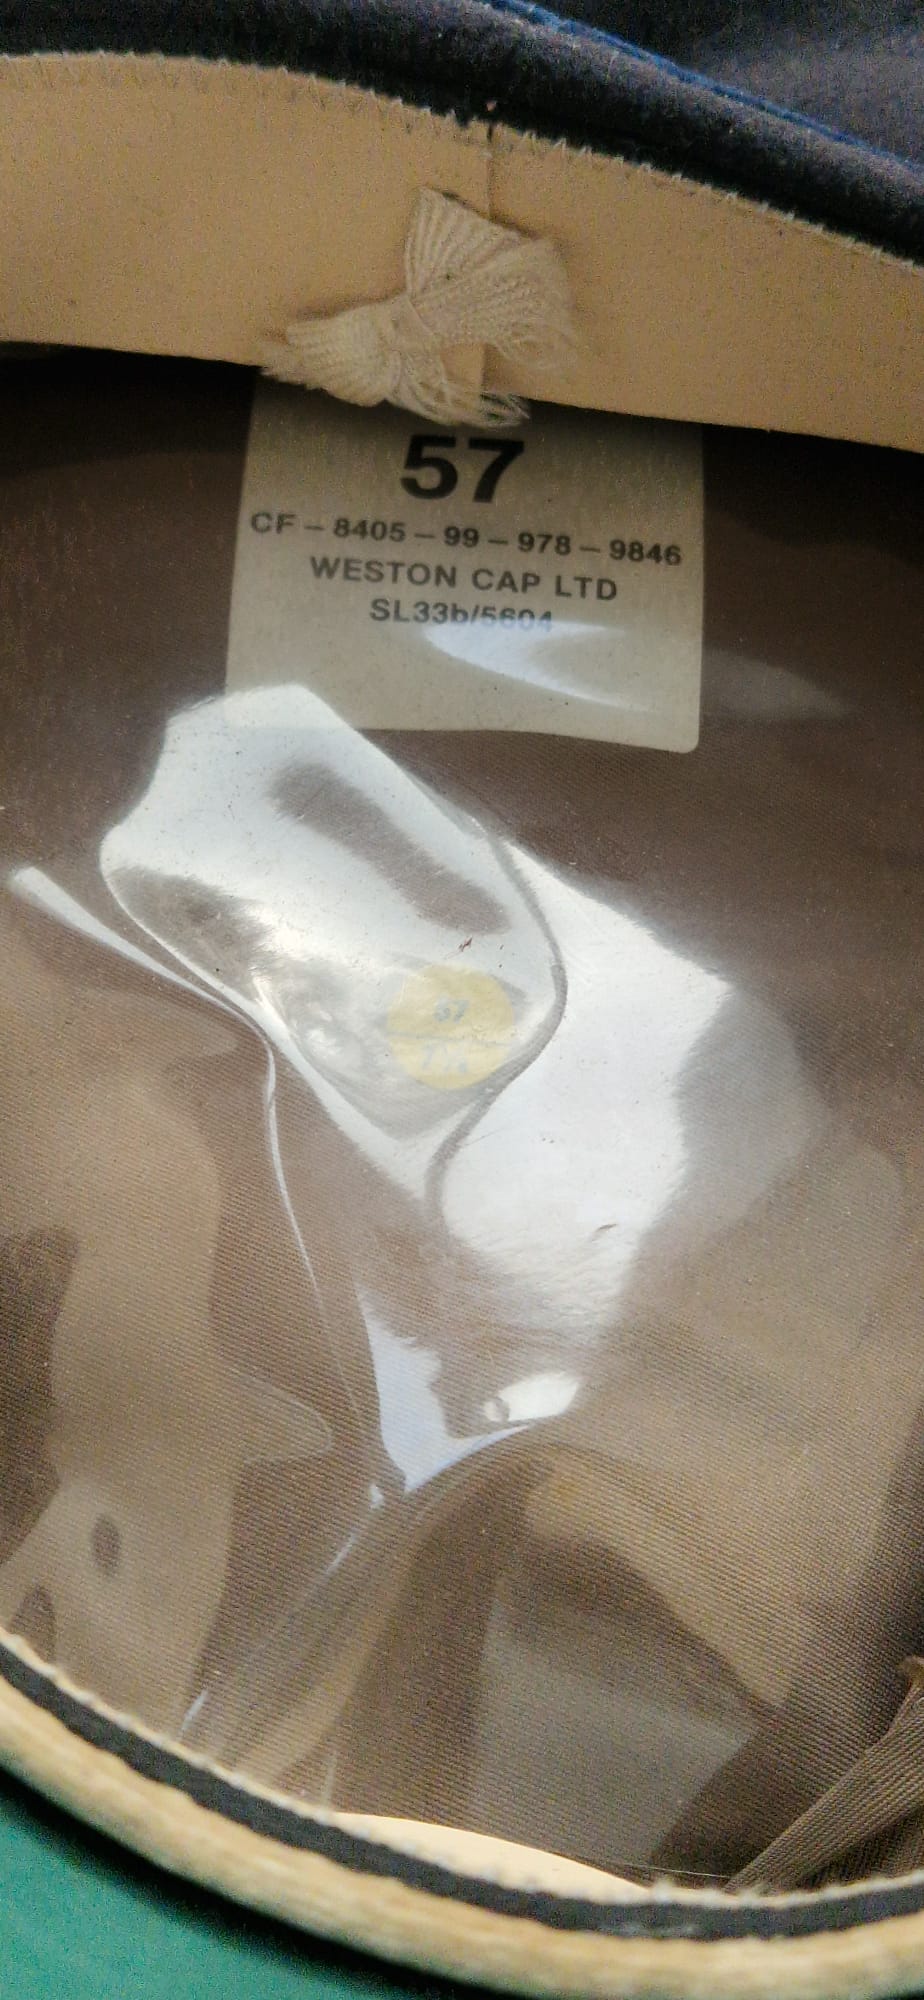 57
CF – 8405 – 99 – 978 – 9846
WESTON CAP LTD
SL33b/5604
57